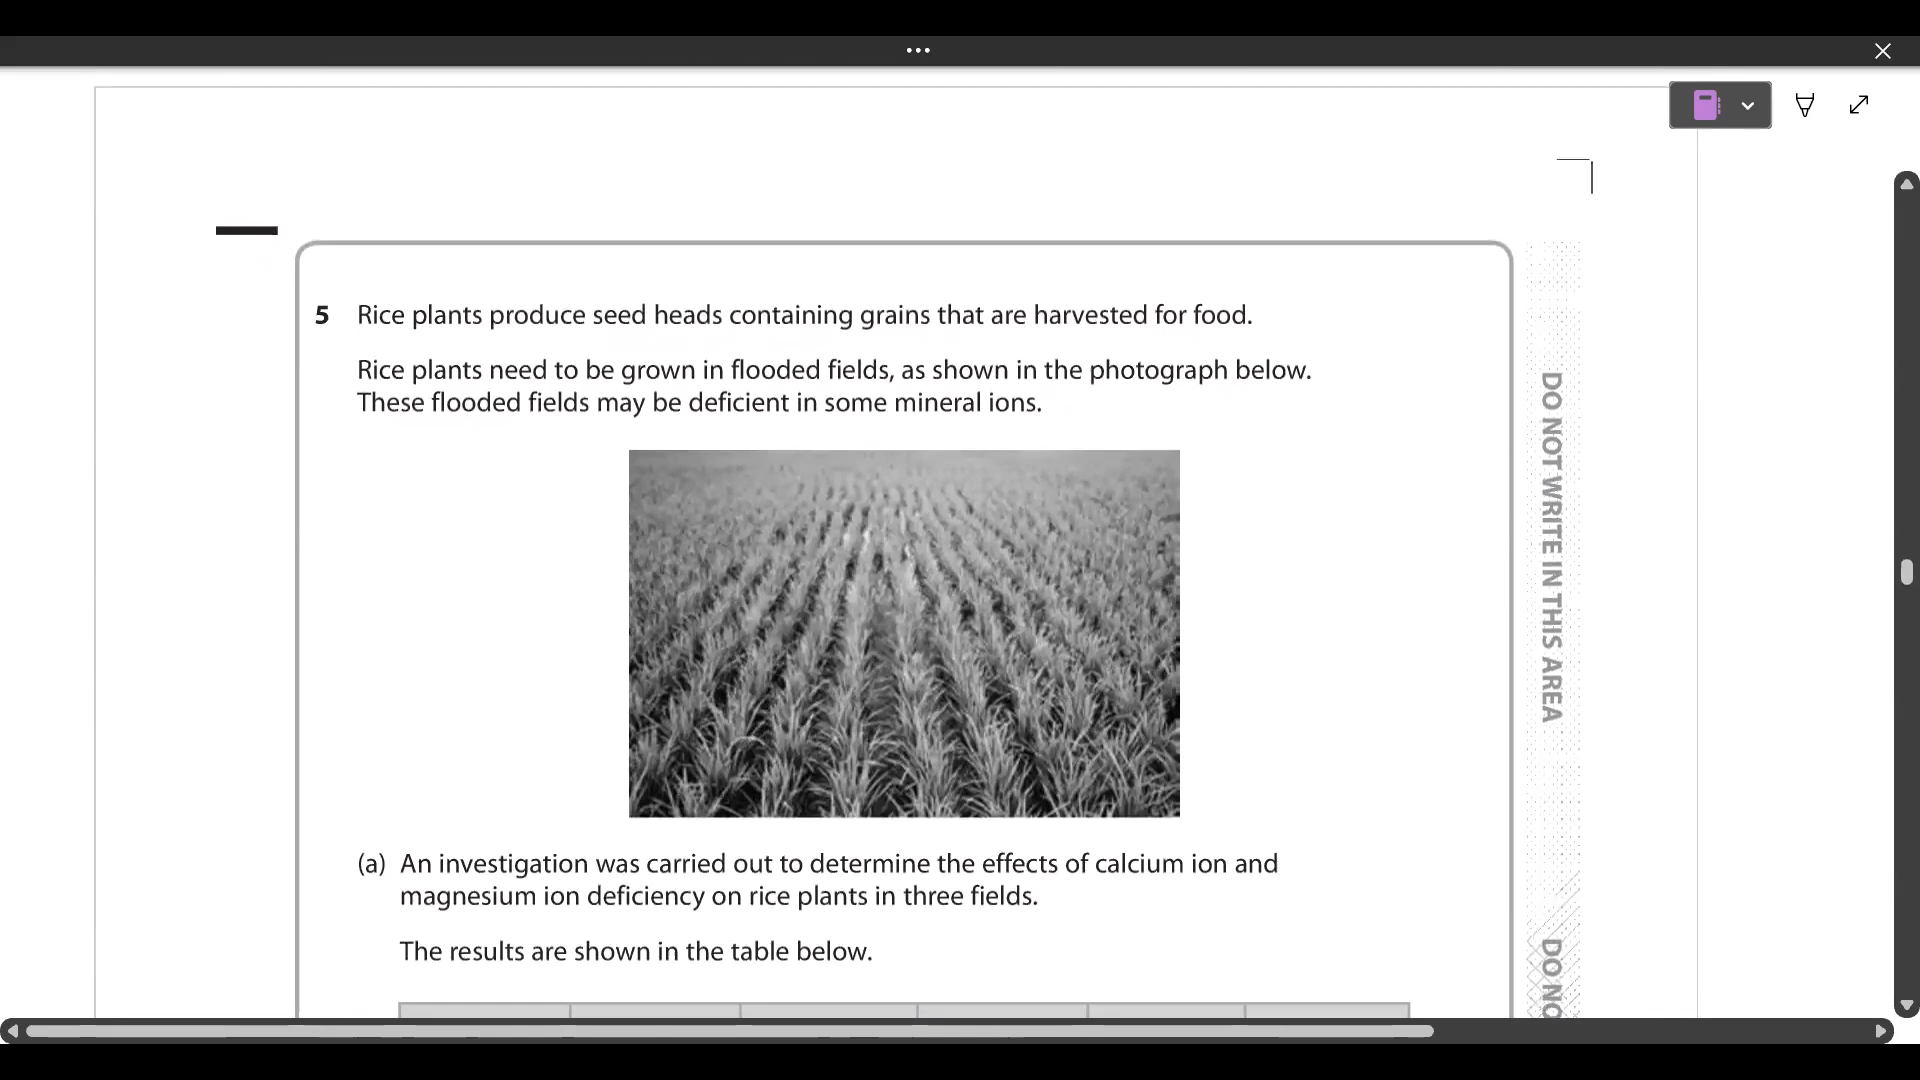 5 Rice plants produce seed heads containing grains that are harvested for food.
Rice plants need to be grown in flooded fields, as shown in the photograph below.
These flooded fields may be deficient in some mineral ions.
(a) An investigation was carried out to determine the effects of calcium ion and
magnesium ion deficiency on rice plants in three fields.
The results are shown in the table below.
DO NOT WRITE IN THIS AREA
DO NO